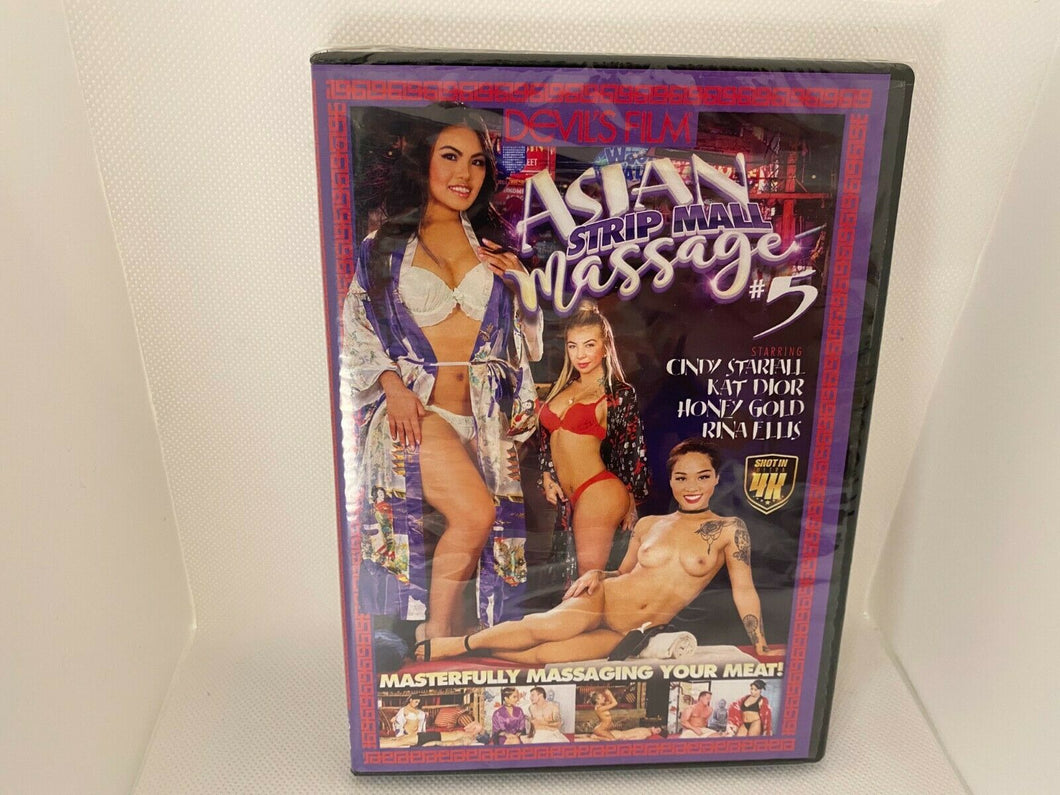 DEVIL'S FILM
ASIAN
STRIP MALL
Massage
#5
STARRING
CINDY STARFALL
KAT DIOR
HONEY GOLD
RINA ELLIS
SHOT IN
4K
MASTERFULLY MASSAGING YOUR MEAT!